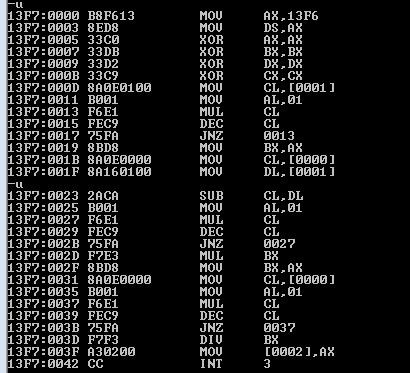 -u
13F7:0000 B8F613 MOV AX,13F6
13F7:0003 8ED8 MOV DS,AX
13F7:0005 33C0 XOR AX,AX
13F7:0007 33DB XOR BX,BX
13F7:0009 33D2 XOR DX,DX
13F7:000B 33C9 XOR CX,CX
13F7:000D 8A0E0100 MOV CL,[0001]
13F7:0011 B001 MOV AL,01
13F7:0013 F6E1 MUL CL
13F7:0015 FEC9 DEC CL
13F7:0017 75FA JNZ 0013
13F7:0019 8BD8 MOV BX,AX
13F7:001B 8A0E0000 MOV CL,[0000]
13F7:001F 8A160100 MOV DL,[0001]
-u
13F7:0023 2ACA SUB CL,DL
13F7:0025 B001 MOV AL,01
13F7:0027 F6E1 MUL CL
13F7:0029 FEC9 DEC CL
13F7:002B 75FA JNZ 0027
13F7:002D F7E3 MUL BX
13F7:002F 8BD8 MOV BX,AX
13F7:0031 8A0E0000 MOV CL,[0000]
13F7:0035 B001 MOV AL,01
13F7:0037 F6E1 MUL CL
13F7:0039 FEC9 DEC CL
13F7:003B 75FA JNZ 0037
13F7:003D F7F3 DIV BX
13F7:003F A30200 MOV [0002],AX
13F7:0042 CC INT 3